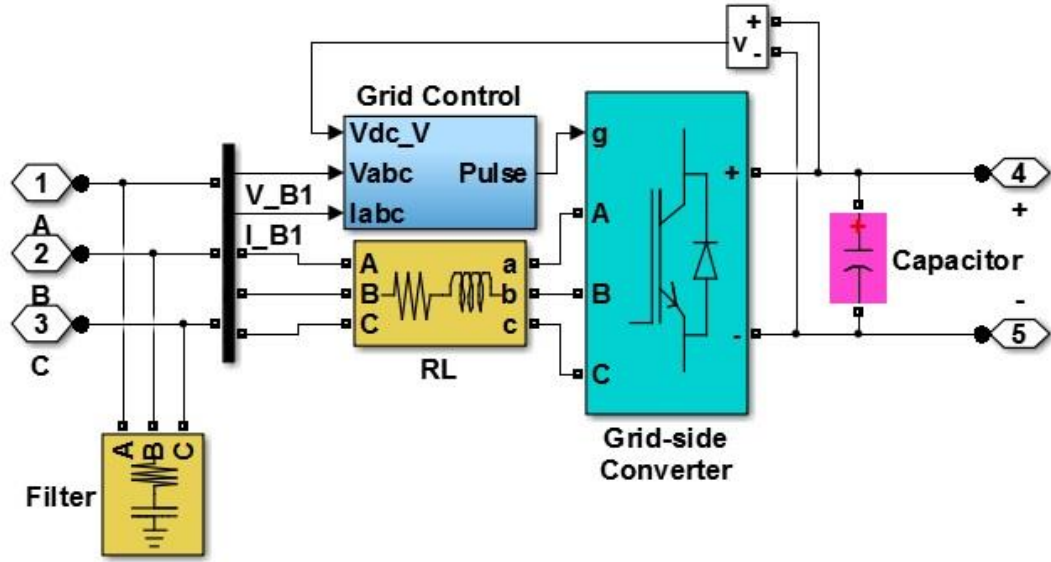 +
v
-
Grid Control
Vdc_V
Vabc
Pulse
Iabc
g
1
A
2
B
3
C
V_B1
I_B1
A
a
B
b
C
c
RL
A
B
C
+
-
Grid-side
Converter
4
+
+
Capacitor
-
5
A
B
C
Filter